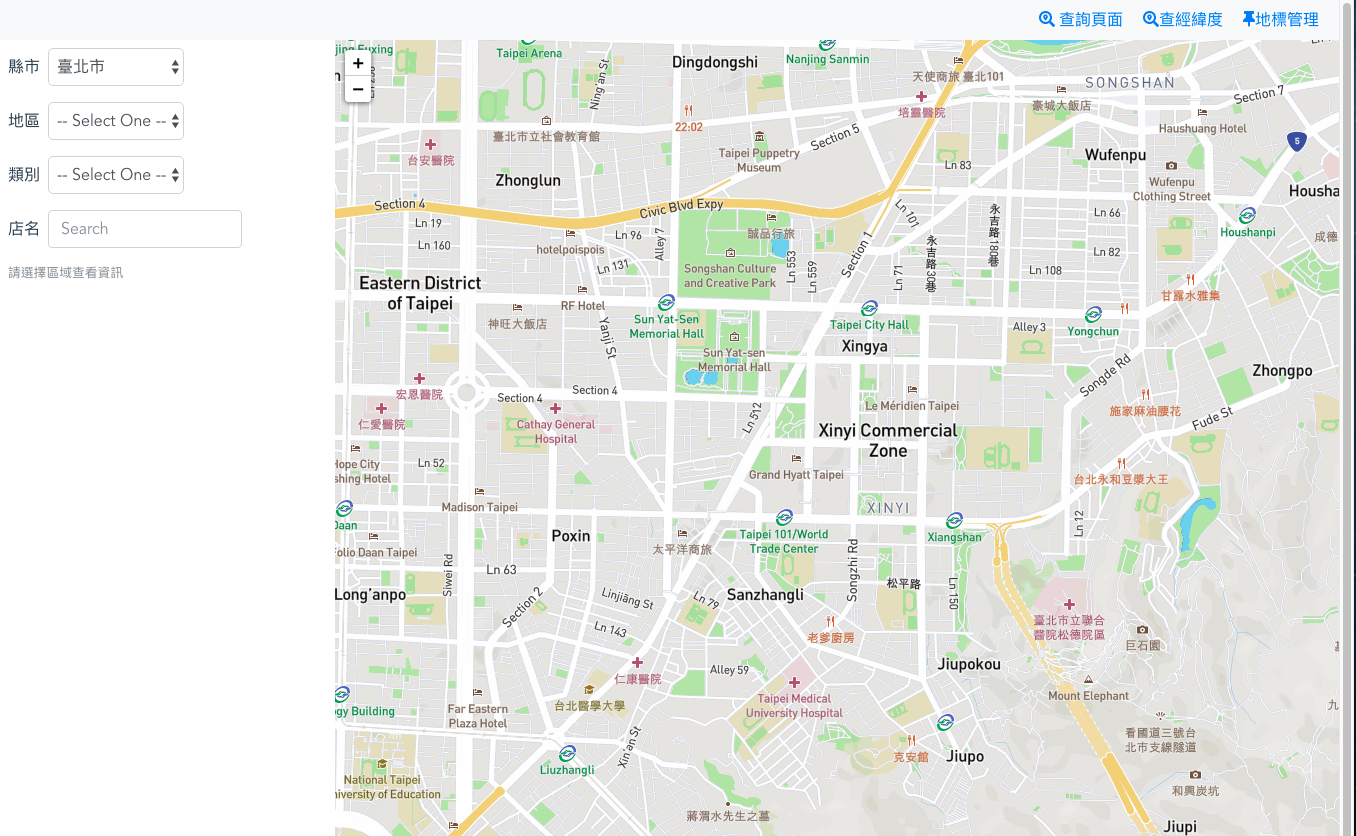 查詢頁面 查經緯度 地標管理
縣市 臺北市
地區 -- Select One --
類別 -- Select One --
店名 Search
請選擇區域查看資訊
+
−
Taipei Arena
Dingdongshi
Nanjing Sanmin
天使商旅 臺北101
SONGSHAN
Section 7
培靈醫院
豪城大飯店
Haushuang Hotel
Ning'an St
22:02
臺北市立社會教育館
Section 5
5
台安醫院
Taipei Puppetry
Museum
Ln 83
Wufenpu
Zhonglun
Wufenpu
Clothing Street
Section 4
Civic Blvd Expy
Ln 101
永吉路180巷
Ln 66
Houshanpi
Ln 19
Ln 160
hotelpoispois
Ln 96
Alley 7
誠品行旅
Section 1
永吉路30巷
Ln 82
Ln 131
Songshan Culture
and Creative Park
Ln 553
Ln 559
Ln 71
Ln 108
Eastern District
of Taipei
RF Hotel
甘露水雅集
神旺大飯店
Sun Yat-Sen
Memorial Hall
Taipei City Hall
Alley 3
Yongchun
Yanji St
Xingya
Sun Yat-sen
Memorial Hall
Songde Rd
Zhongpo
宏恩醫院
Section 4
Section 4
Le Méridien Taipei
施家麻油腰花
Fude St
仁愛醫院
Cathay General
Hospital
Ln 512
Xinyi Commercial
Zone
Hope City
Ln 52
Grand Hyatt Taipei
台北永和豆漿大王
Madison Taipei
XINYI
Daan
Poxin
Taipei 101/World
Trade Center
Xiangshan
Ln 12
Folio Daan Taipei
太平洋商旅
Siwei Rd
Ln 63
Songzhi Rd
松平路
Ln 150
Long'anpo
Section 2
Linjiāng St
Ln 79
Sanzhangli
臺北市立聯合
醫院松德院區
Ln 143
老爹廚房
巨石園
仁康醫院
Alley 59
Jiupokou
Mount Elephant
台北醫學大學
Taipei Medical
University Hospital
Far Eastern
Plaza Hotel
看國道三號台
北市支線隧道
Xin'an St
克安館
Jiupo
Liuzhangli
National Taipei
University of Education
和興炭坑
蔣渭水先生之墓
Jiupi